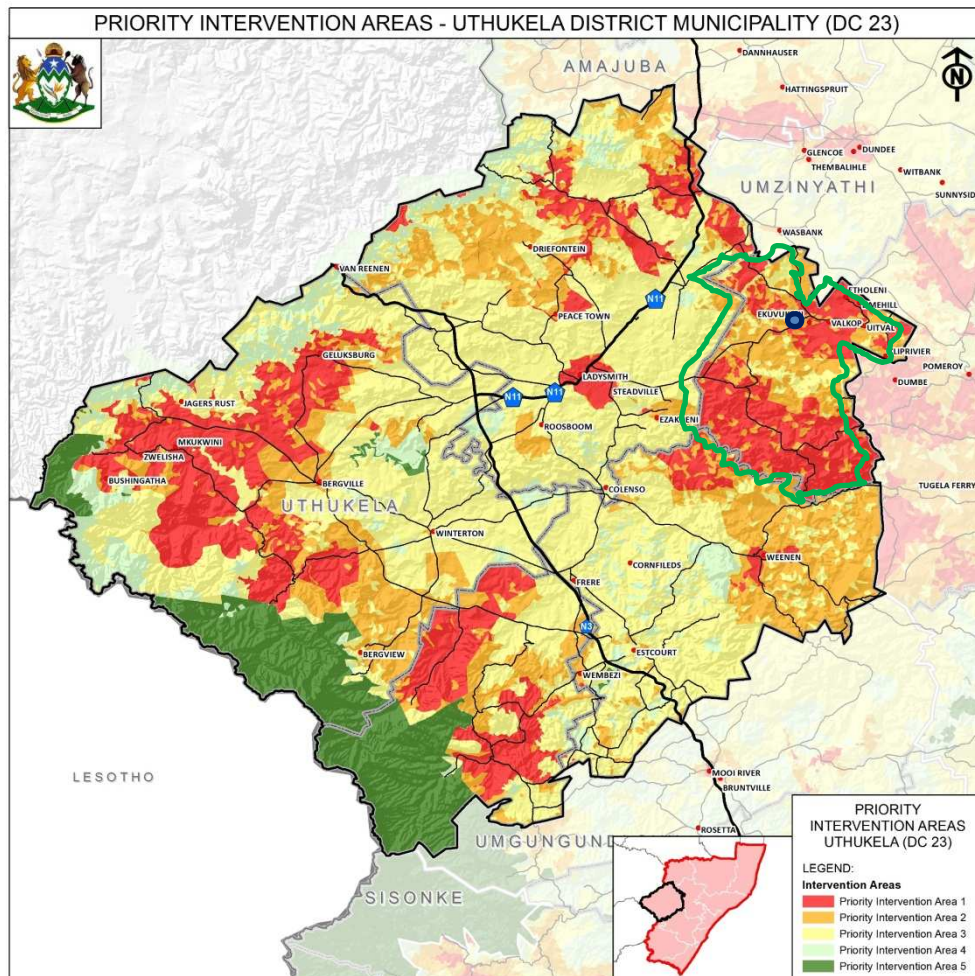 PRIORITY INTERVENTION AREAS - UTHUKELA DISTRICT MUNICIPALITY (DC 23)
DANNHAUSER
AMAJUBA
N
HATTINGSPRUIT
GLENCOE
DUNDEE
THEMBALIHLE
WITBANK
UMZINYATHI
SUNNYSID
WASBANK
DRIEFONTEIN
VAN REENEN
ETHOLENI
N11
PEACE TOWN
VALKOP
UITVAL
GELUKSBURG
POMEROY
LADYSMITH
DUMBE
N11
N11
STEADVILLE
JAGERS RUST
ROOSBOOM
MKUKWINI
ZWELISHA
BUSHINGATHA
BERGVILLE
COLENSO
TUGELA FERRY
UTHUKELA
WINTERTON
WEENEN
CORNFILEDS
FRERE
N3
BERGVIEW
ESTCOURT
WEMBEZI
LESOTHO
MOOI RIVER
BRUNTVILLE
ROSETTA
UMGUNGUND
SISONKE
PRIORITY
INTERVENTION AREAS
UTHUKELA (DC 23)
LEGEND:
Intervention Areas
Priority Intervention Area 1
Priority Intervention Area 2
Priority Intervention Area 3
Priority Intervention Area 4
Priority Intervention Area 5